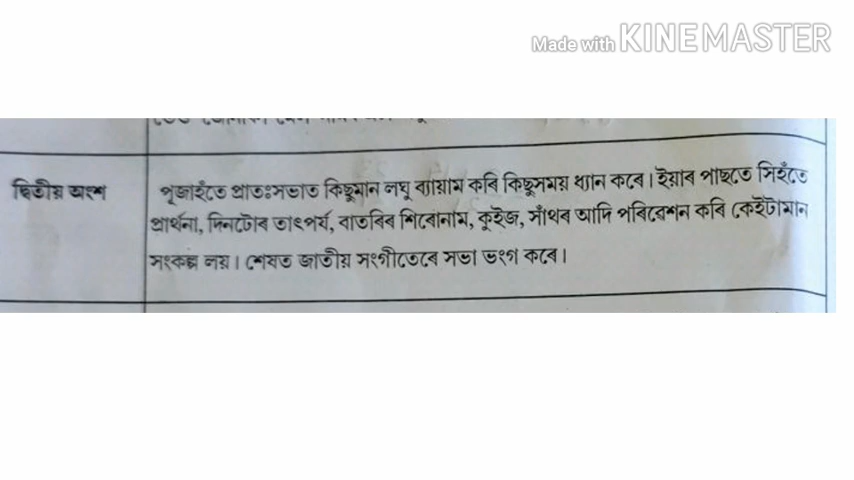 Made with KINEMASTER
দ্বিতীয় অংশ
পূজাহঁতে প্ৰাতঃসভাত কিছুমান লঘু ব্যায়াম কৰি কিছুসময় ধ্যান কৰে। ইয়াৰ পাছতে সিহঁতে
প্ৰাৰ্থনা, দিনটোৰ তাৎপৰ্য, বাতৰিৰ শিৰোনাম, কুইজ, সাঁথৰ আদি পৰিৱেশন কৰি কেইটামান
সংকল্প লয়। শেষত জাতীয় সংগীতেৰে সভা ভংগ কৰে।